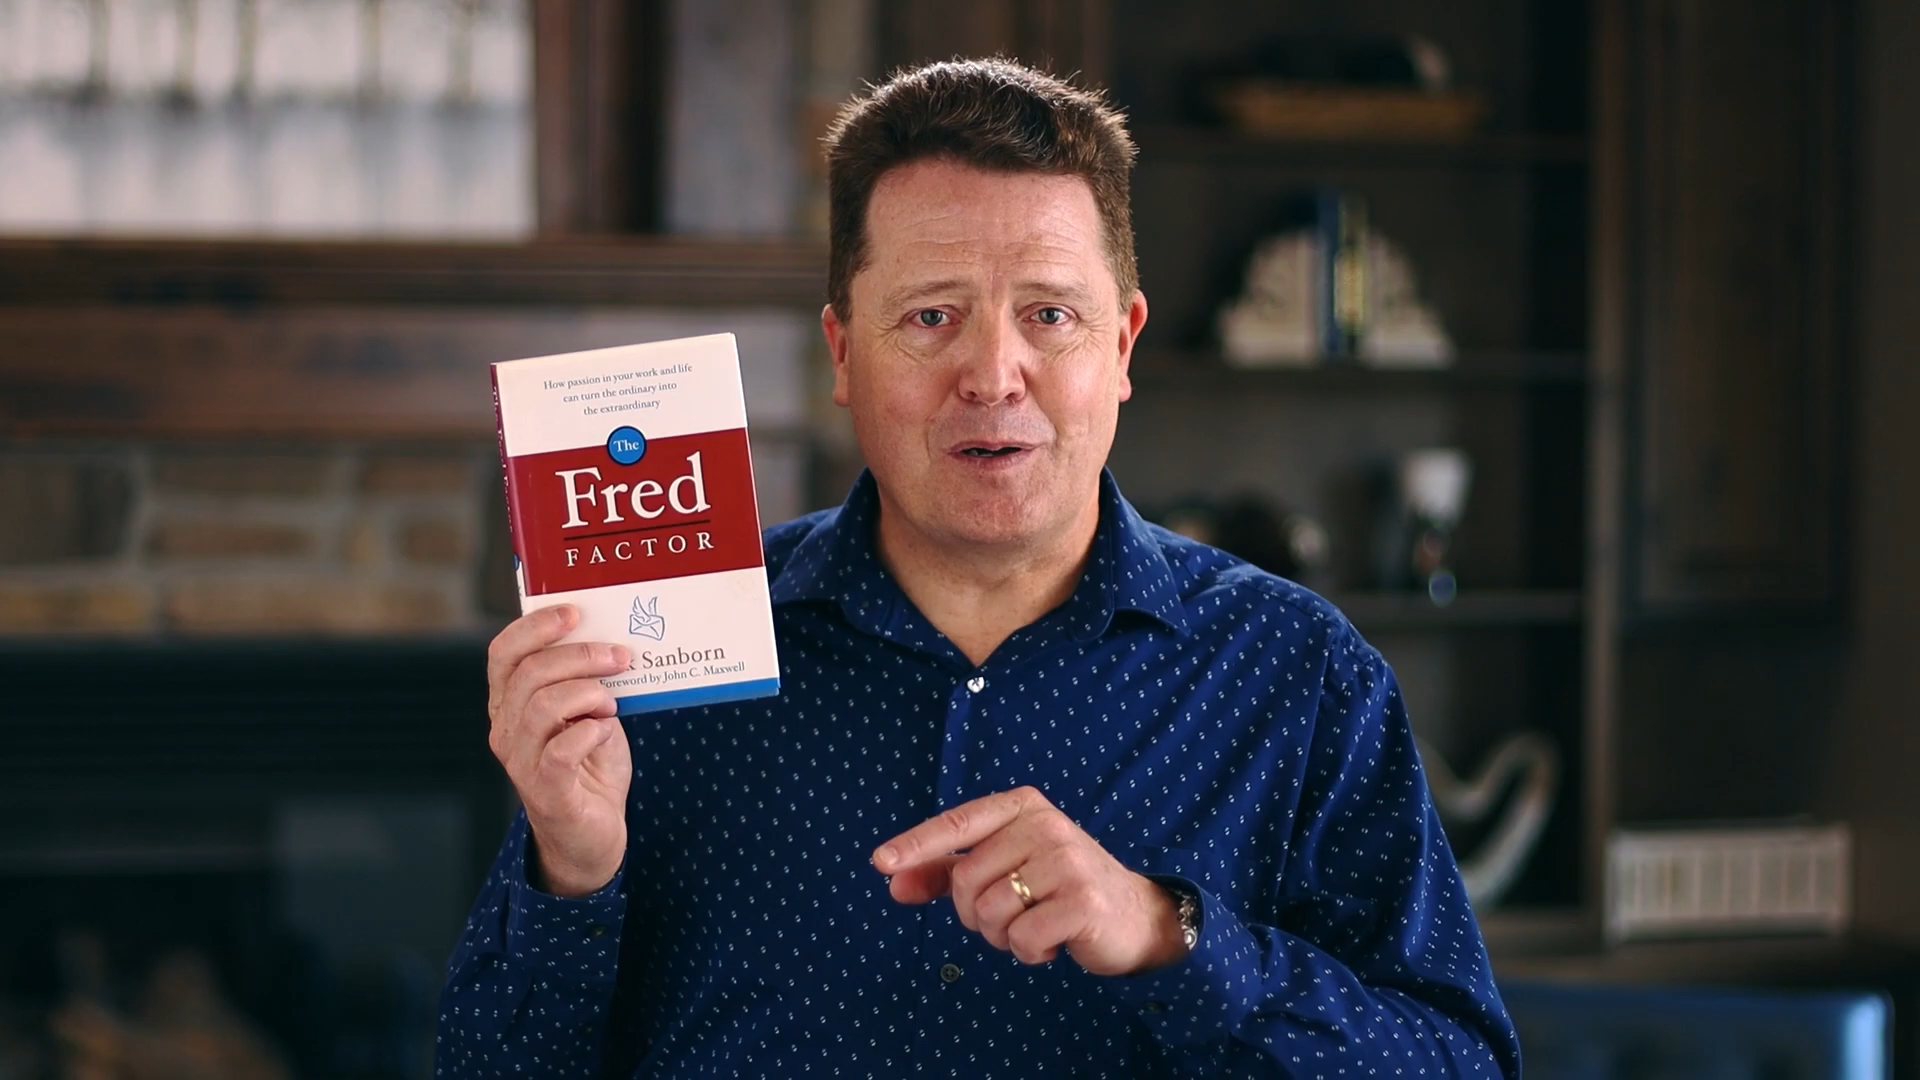 How passion in your work and life
can turn the ordinary into
the extraordinary
The
Fred
FACTOR
Sanborn
Foreword by John C. Maxwell